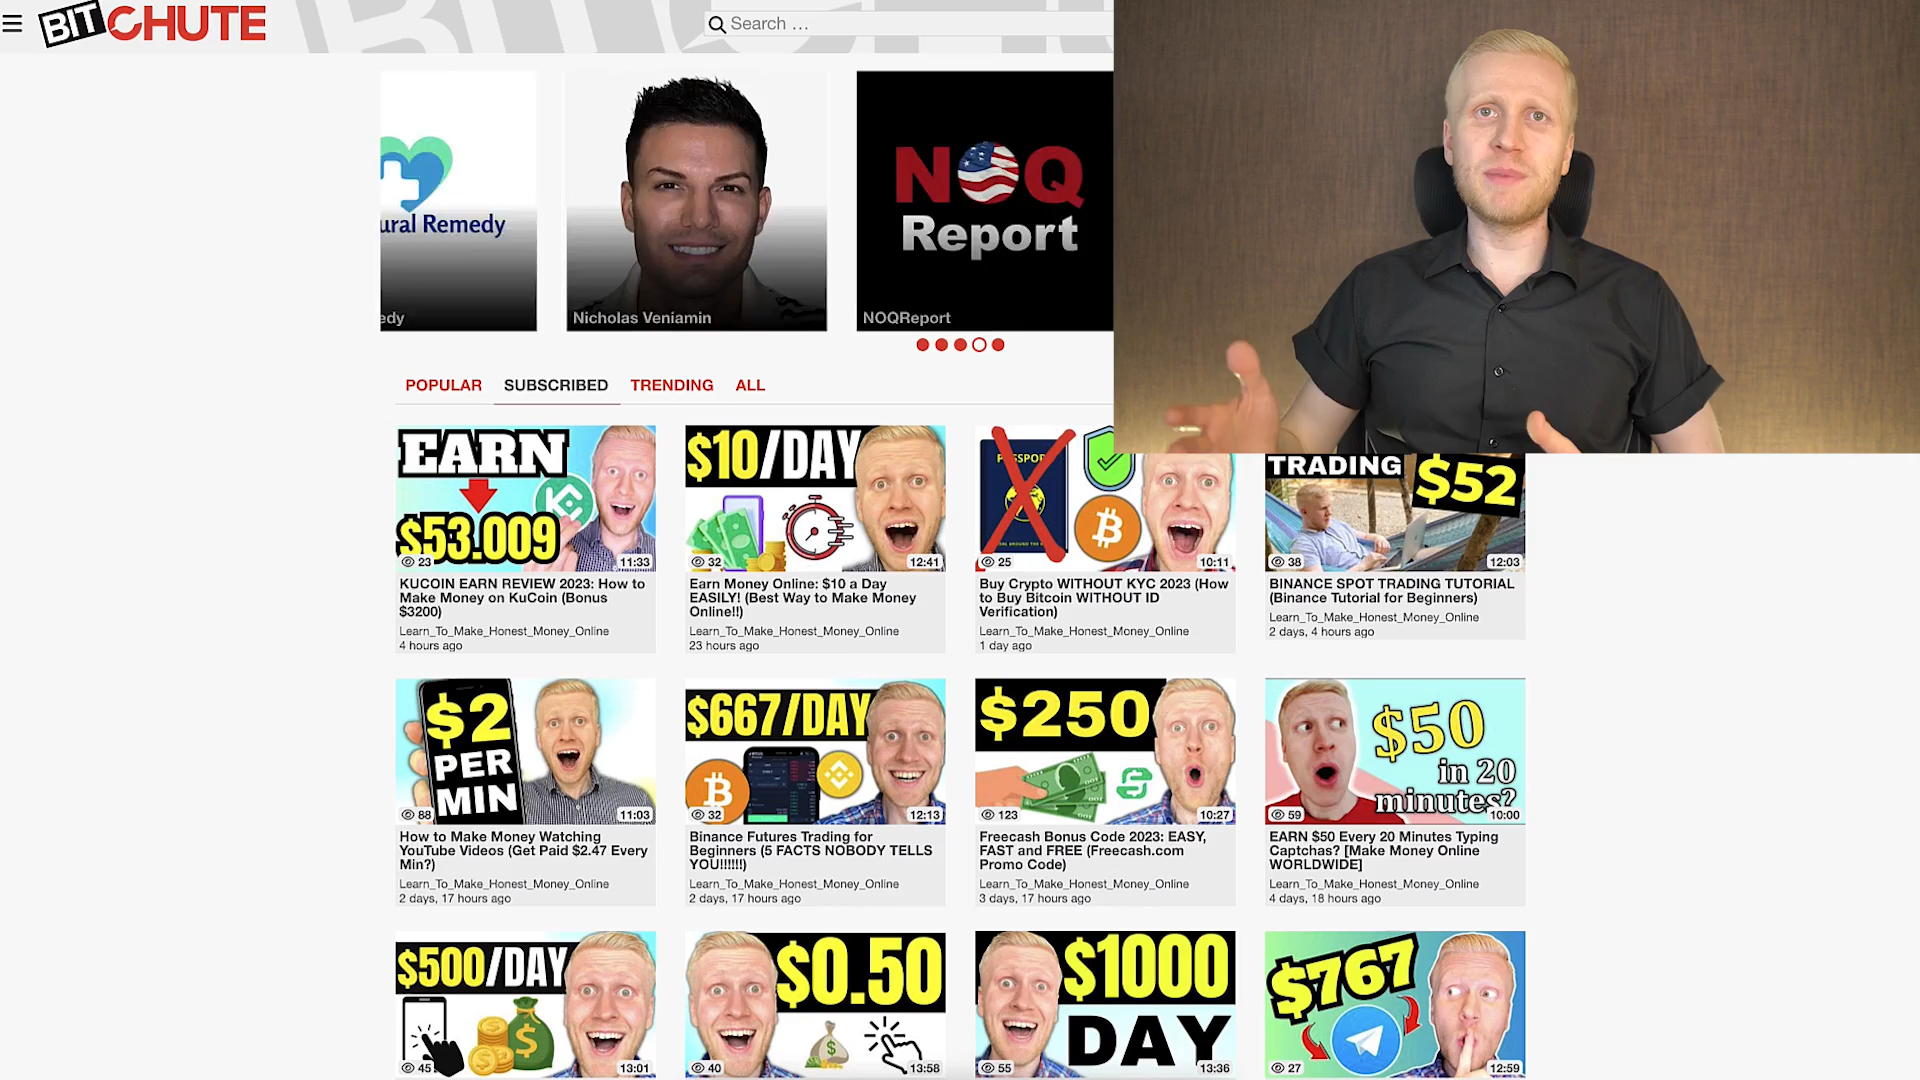 BITCHUTE
Search ...
ural Remedy
edy
Nicholas Veniamin
NOQ
Report
NOQReport
POPULAR
SUBSCRIBED
TRENDING
ALL
EARN
$53.009
23
11:33
KUCOIN EARN REVIEW 2023: How to
Make Money on KuCoin (Bonus
$3200)
Learn_To_Make_Honest_Money_Online
4 hours ago
$10/DAY
32
12:41
Earn Money Online: $10 a Day
EASILY! (Best Way to Make Money
Online!!)
Learn_To_Make_Honest_Money_Online
23 hours ago
PASSPOR
25
10:11
Buy Crypto WITHOUT KYC 2023 (How
to Buy Bitcoin WITHOUT ID
Verification)
Learn_To_Make_Honest_Money_Online
1 day ago
TRADING
$52
38
12:03
BINANCE SPOT TRADING TUTORIAL
(Binance Tutorial for Beginners)
Learn_To_Make_Honest_Money_Online
2 days, 4 hours ago
$2
PER
MIN
88
11:03
How to Make Money Watching
YouTube Videos (Get Paid $2.47 Every
Min?)
Learn_To_Make_Honest_Money_Online
2 days, 17 hours ago
$667/DAY
32
12:13
Binance Futures Trading for
Beginners (5 FACTS NOBODY TELLS
YOU!!!!!!)
Learn_To_Make_Honest_Money_Online
2 days, 17 hours ago
$250
123
10:27
Freecash Bonus Code 2023: EASY,
FAST and FREE (Freecash.com
Promo Code)
Learn_To_Make_Honest_Money_Online
3 days, 17 hours ago
$50
in 20
minutes?
59
10:00
EARN $50 Every 20 Minutes Typing
Captchas? [Make Money Online
WORLDWIDE]
Learn_To_Make_Honest_Money_Online
4 days, 18 hours ago
$500/DAY
45
13:01
$0.50
40
13:58
$1000
DAY
55
13:36
$767
27
12:59